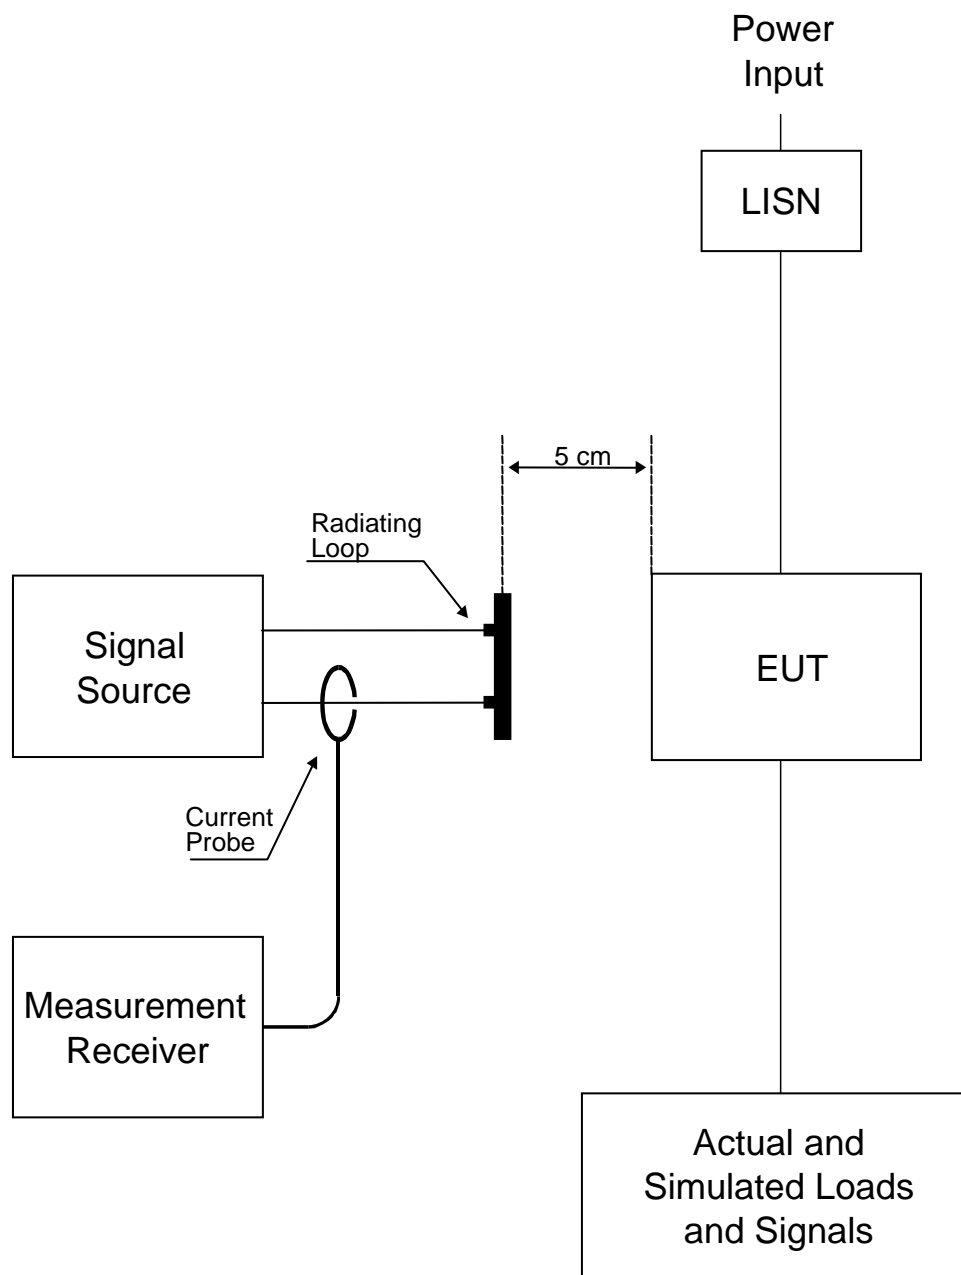 Power
Input
LISN
5 cm
Radiating
Loop
Signal
Source
EUT
Current
Probe
Measurement
Receiver
Actual and
Simulated Loads
and Signals